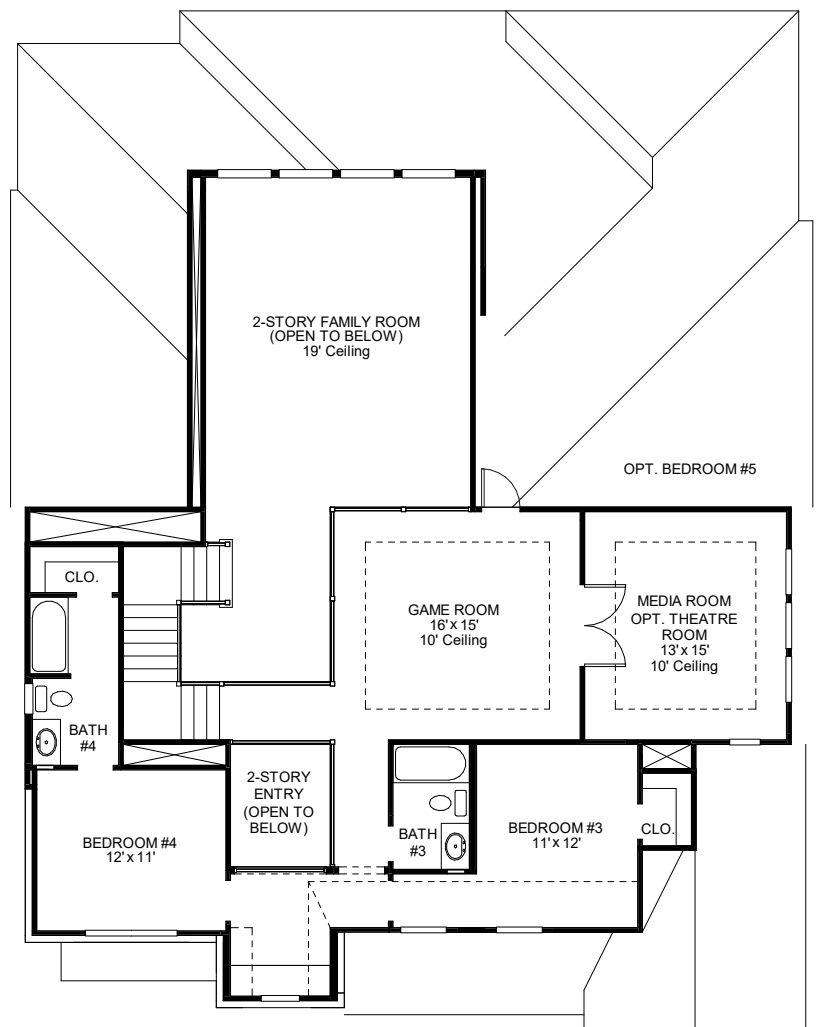 2-STORY FAMILY ROOM
(OPEN TO BELOW)
19' Ceiling
OPT. BEDROOM #5
CLO.
GAME ROOM
16' x 15'
10' Ceiling
MEDIA ROOM
OPT. THEATRE
ROOM
13' x 15'
10' Ceiling
BATH
#4
2-STORY
ENTRY
(OPEN TO
BELOW)
BEDROOM #4
12' x 11'
BATH
#3
BEDROOM #3
11' x 12'
CLO.